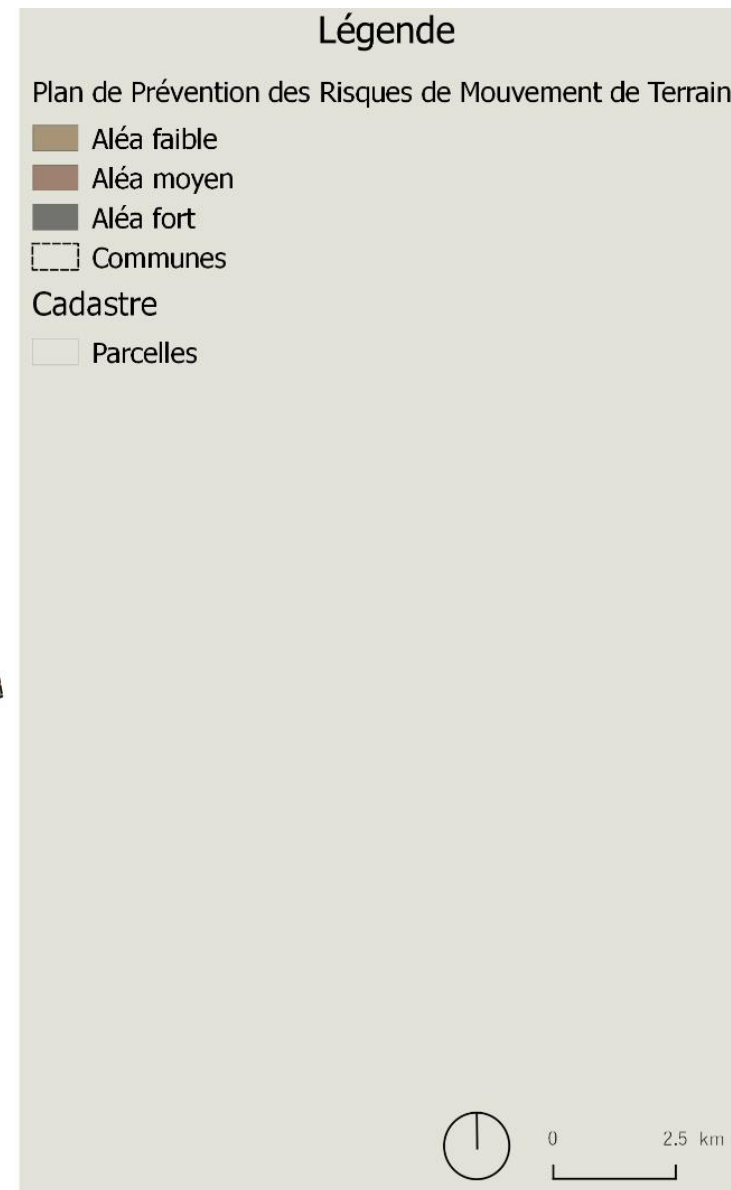 Légende
Plan de Prévention des Risques de Mouvement de Terrain
Aléa faible
Aléa moyen
Aléa fort
Communes
Cadastre
Parcelles
0 2.5 km